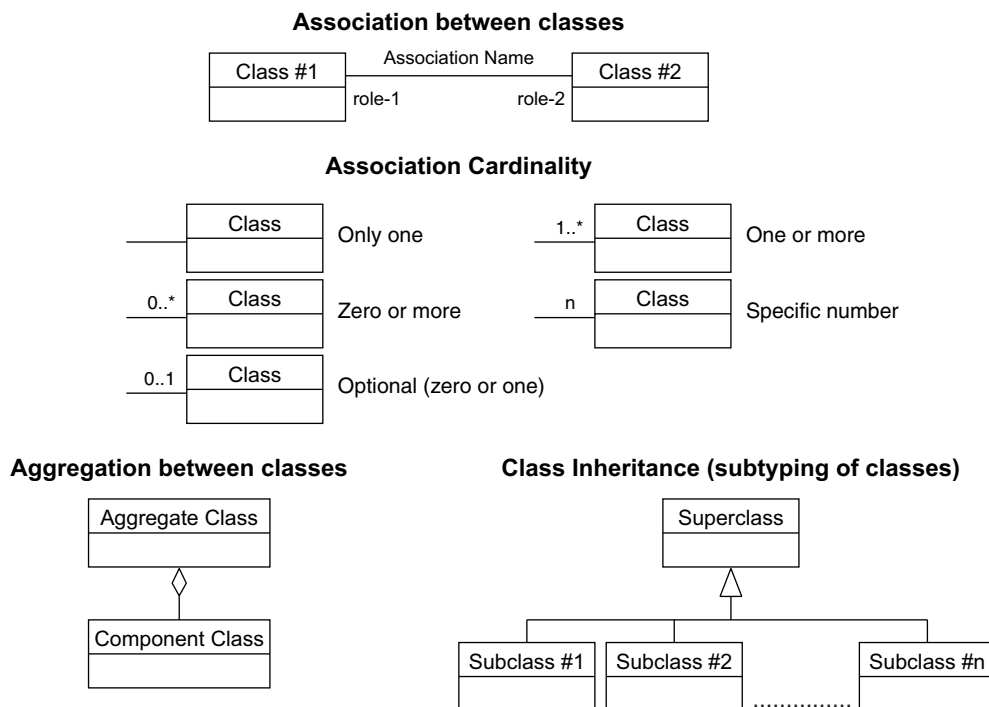 Association between classes
Class #1
Association Name
Class #2
role-1
role-2
Association Cardinality
Class
Only one
1..*
Class
One or more
0..*
Class
Zero or more
n
Class
Specific number
0..1
Class
Optional (zero or one)
Aggregation between classes
Class Inheritance (subtyping of classes)
Aggregate Class
Superclass
Component Class
Subclass #1
Subclass #2
Subclass #n
...............